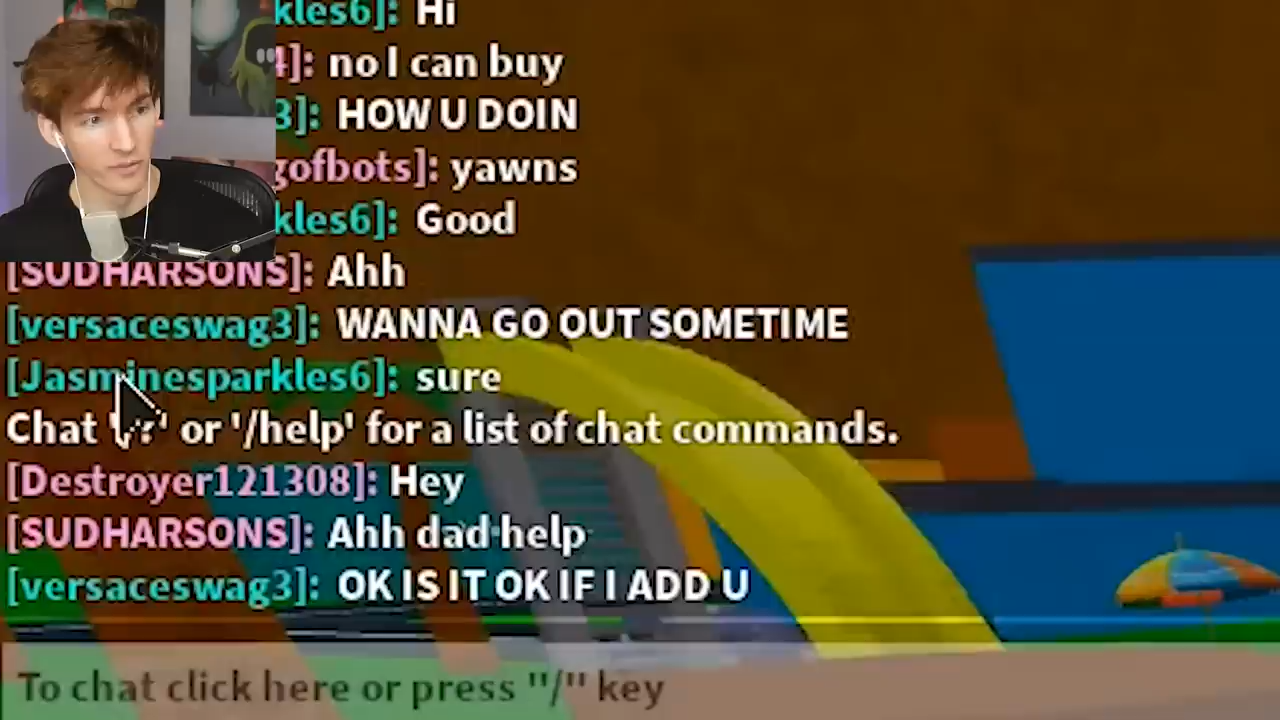 kles6]: Hi
4]: no I can buy
3]: HOW U DOIN
gofbots]: yawns
kles6]: Good
[SUDHARSONS]: Ahh
[versaceswag3]: WANNA GO OUT SOMETIME
[Jasminesparkles6]: sure
Chat '/?' or '/help' for a list of chat commands.
[Destroyer121308]: Hey
[SUDHARSONS]: Ahh dad help
[versaceswag3]: OK IS IT OK IF I ADD U
To chat click here or press "/" key